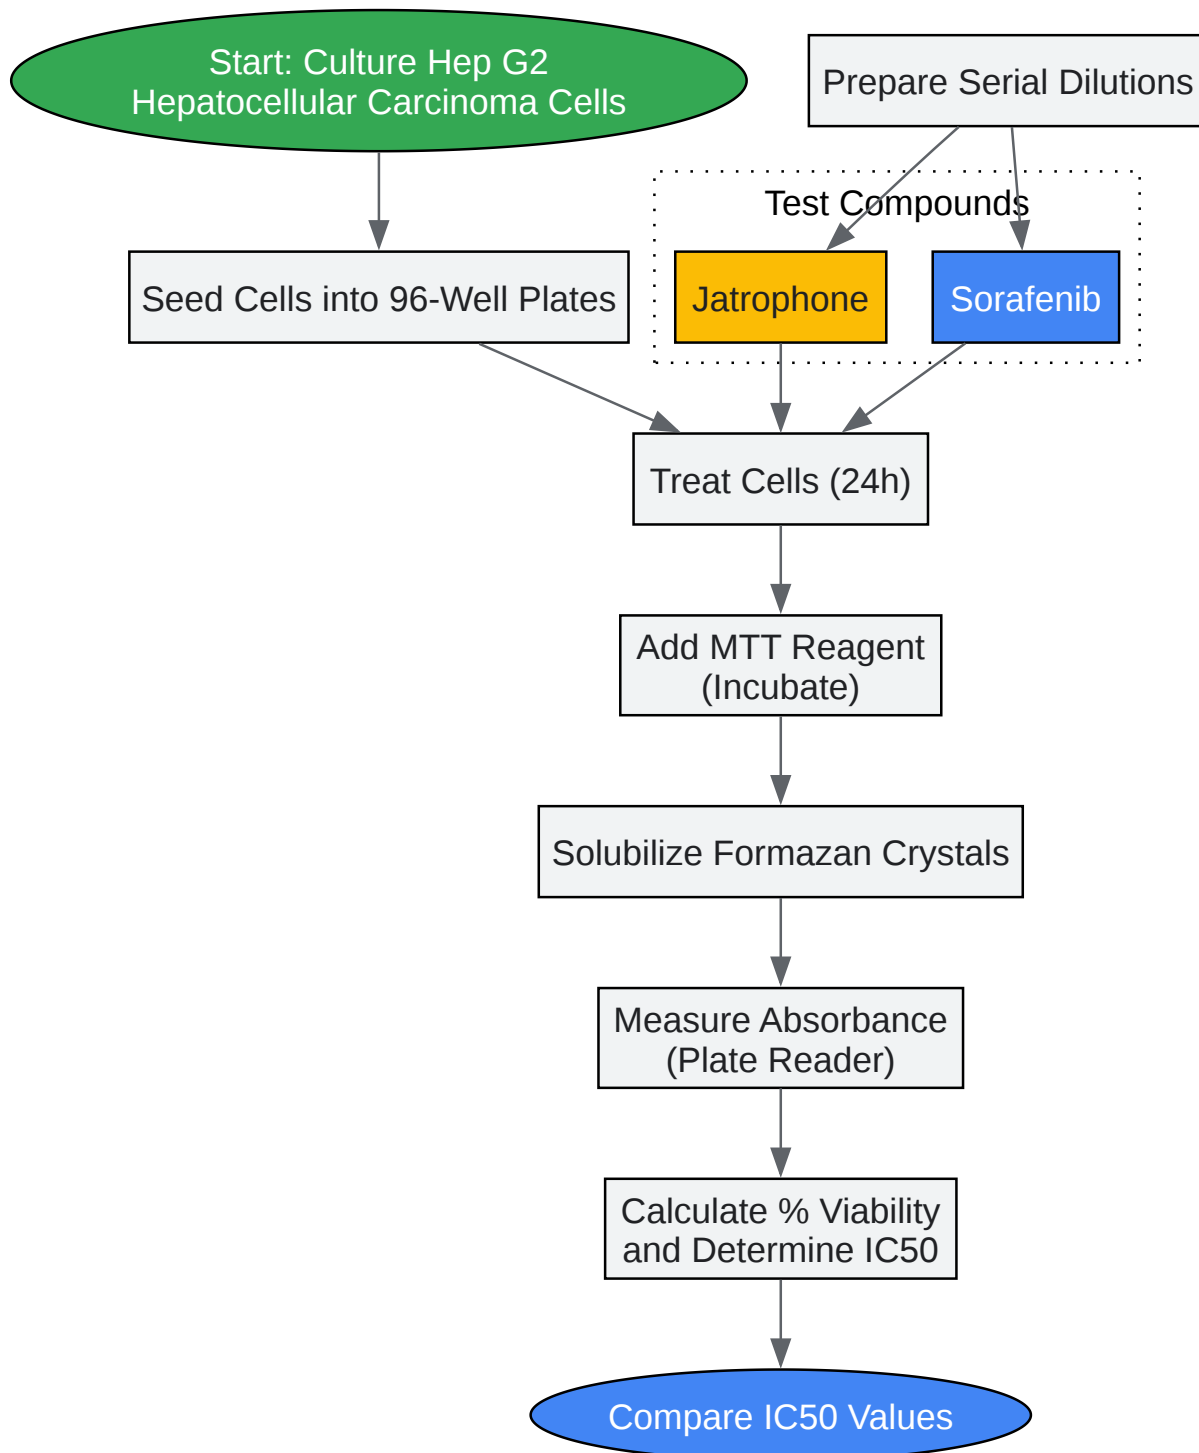 Start: Culture Hep G2
Hepatocellular Carcinoma Cells
Prepare Serial Dilutions
Test Compounds
Seed Cells into 96-Well Plates
Jatrophone
Sorafenib
Treat Cells (24h)
Add MTT Reagent
(Incubate)
Solubilize Formazan Crystals
Measure Absorbance
(Plate Reader)
Calculate % Viability
and Determine IC50
Compare IC50 Values